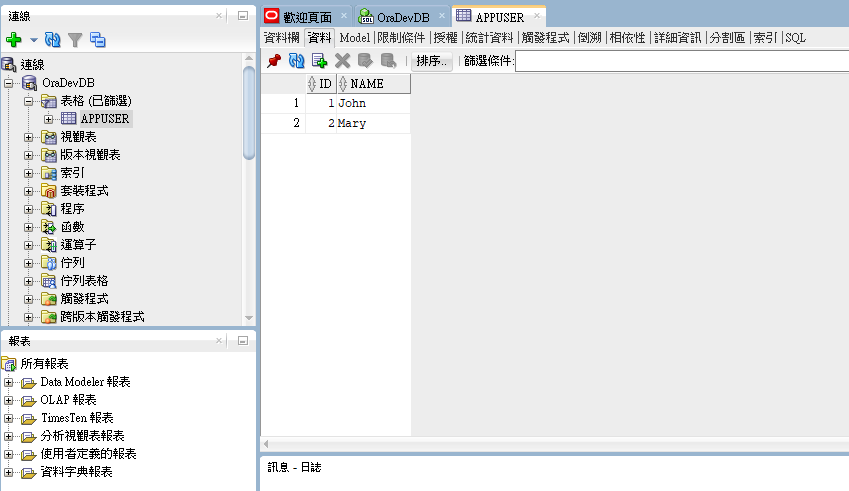 連線
連線
OraDevDB
表格 (已篩選)
APPUSER
視觀表
版本視觀表
索引
套裝程式
程序
函數
運算子
佇列
佇列表格
觸發程式
跨版本觸發程式
報表
所有報表
Data Modeler 報表
OLAP 報表
TimesTen 報表
分析視觀表報表
使用者定義的報表
資料字典報表
歡迎頁面 OraDevDB APPUSER
資料欄 資料 Model 限制條件 授權 統計資料 觸發程式 倒溯 相依性 詳細資訊 分割區 索引 SQL
排序.. 篩選條件:
ID NAME
1 1 John
2 2 Mary
訊息 - 日誌